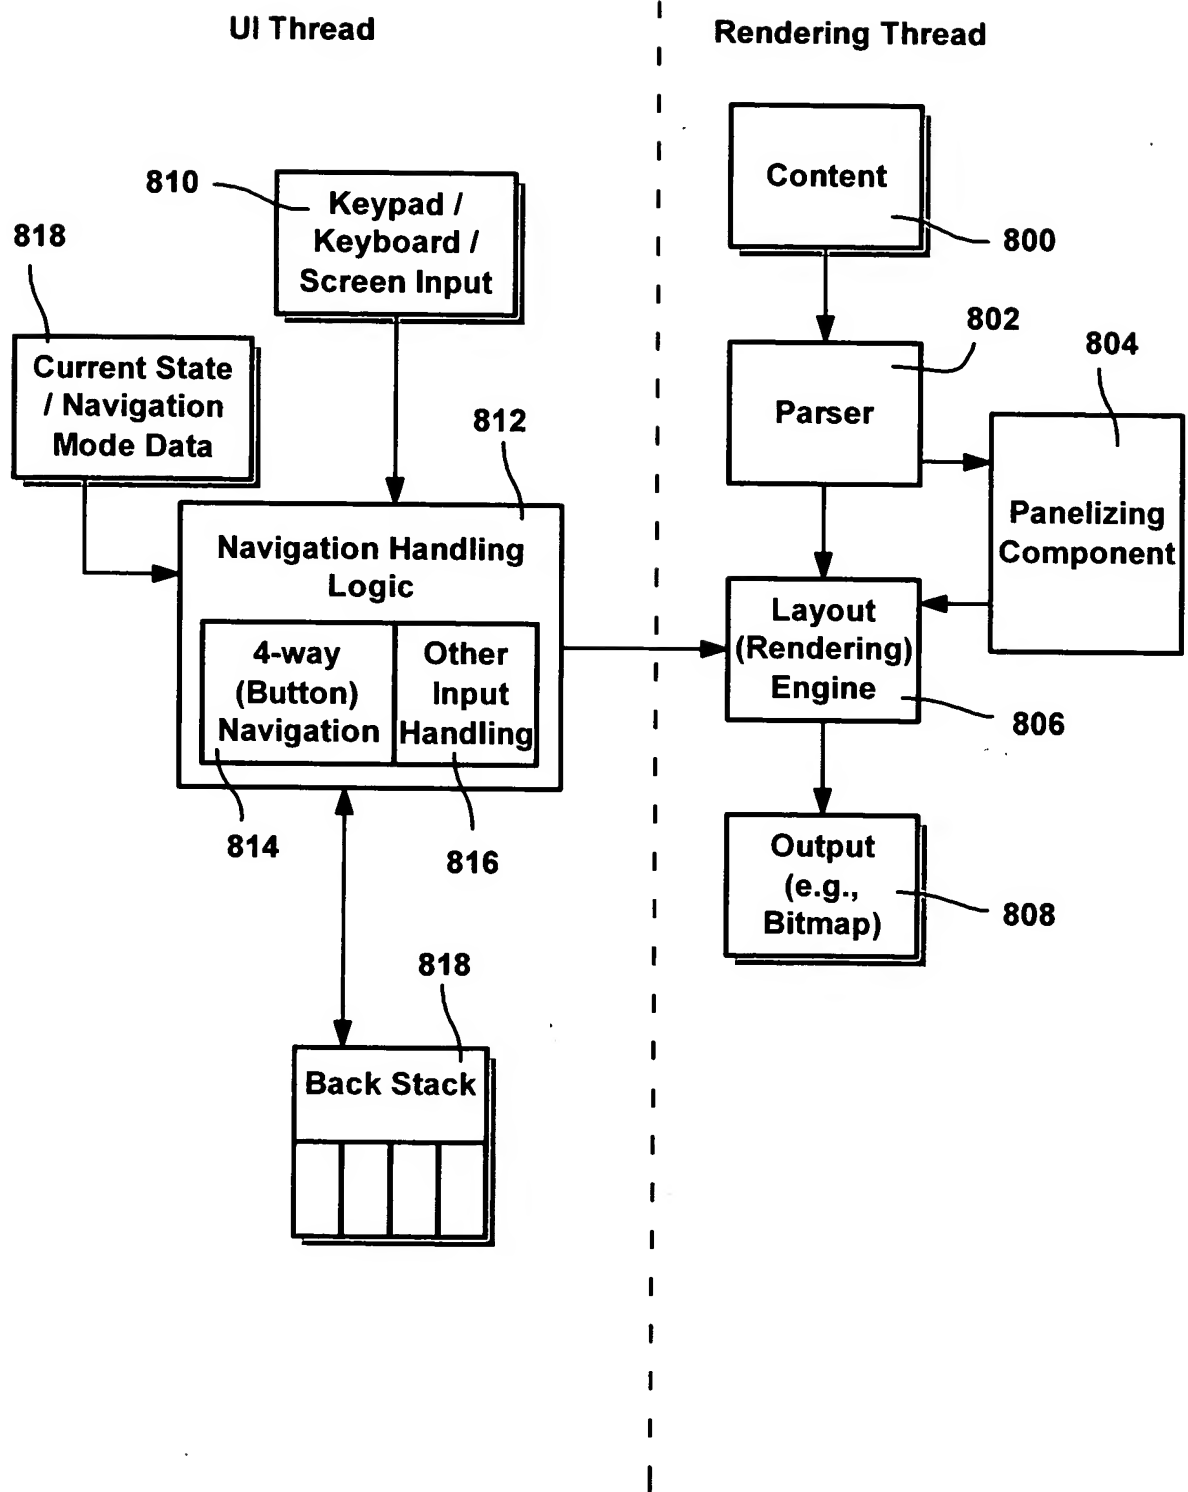 UI Thread
Rendering Thread
810
Keypad /
Keyboard /
Screen Input
818
Current State
/ Navigation
Mode Data
812
Navigation Handling
Logic
4-way
(Button)
Navigation
Other
Input
Handling
814
816
818
Back Stack
Content
800
802
Parser
804
Panelizing
Component
Layout
(Rendering)
Engine
806
Output
(e.g.,
Bitmap)
808